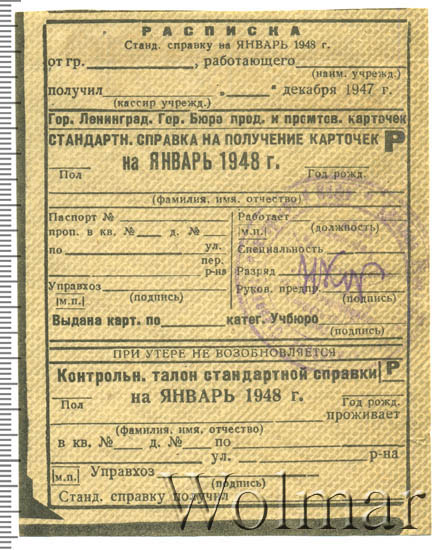 РАСПИСКА
Станд. справку на ЯНВАРЬ 1948 г.
от гр. , работающего
(наим. учрежд.)
получил „ “ декабря 1947 г.
(кассир учрежд.)
Гор. Ленинград. Гор. Бюро прод. и промтов. карточек
СТАНДАРТН. СПРАВКА НА ПОЛУЧЕНИЕ КАРТОЧЕК Р
на ЯНВАРЬ 1948 г.
Пол Год рожд.
(фамилия, имя, отчество)
Паспорт № Работает
проп. в кв. № д. № м.п. (должность)
по ул. Специальность
пер.
р-на Разряд
Управхоз Руков. предпр.
м.п. (подпись) (подпись)
Выдана карт. по катег. Учбюро
(подпись)
ПРИ УТЕРЕ НЕ ВОЗОБНОВЛЯЕТСЯ
Контрольн. талон стандартной справки Р
на ЯНВАРЬ 1948 г.
Пол Год рожд.
проживает
(фамилия, имя, отчество)
в кв. № д. № по
ул. р-на
м.п. Управхоз
(подпись)
Станд. справку получил
Wolmar